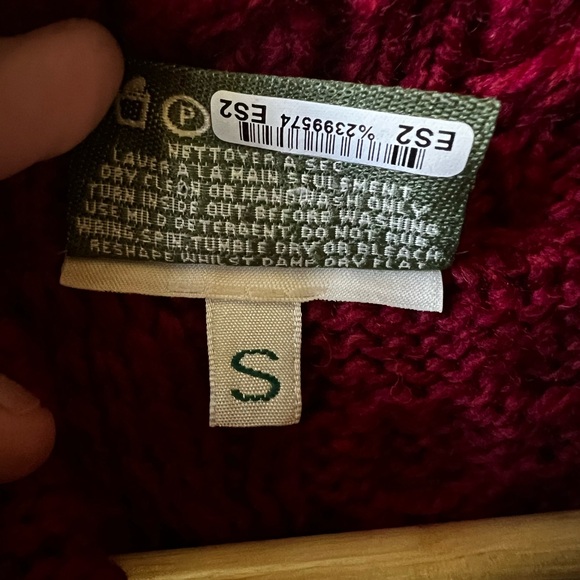 P
ES2 %2399574 ES2
NETTOYER A SEC
LAVER A LA MAIN SEULEMENT
DRY CLEAN OR HANDWASH ONLY.
TURN INSIDE OUT BEFORE WASHING
USE MILD DETERGENT, DO NOT RUB,
WRING, SPIN, TUMBLE DRY OR BLEACH
RESHAPE WHILST DAMP DRY FLAT
S